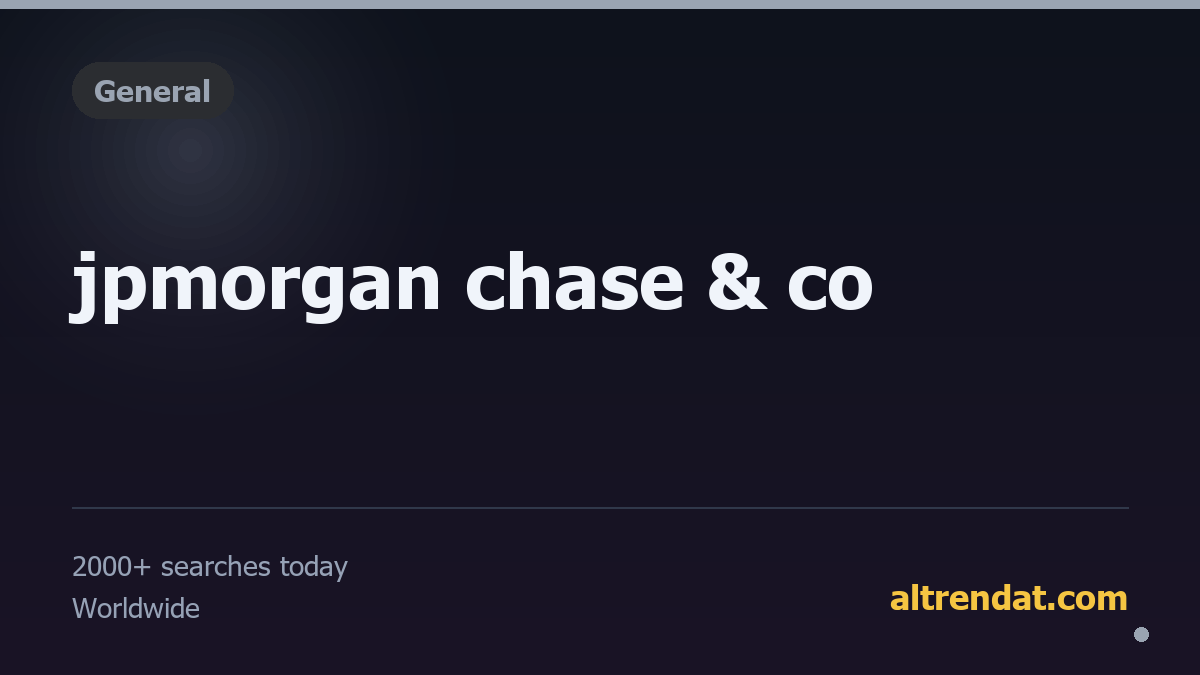 General
jpmorgan chase & co
2000+ searches today
Worldwide
altrendat.com